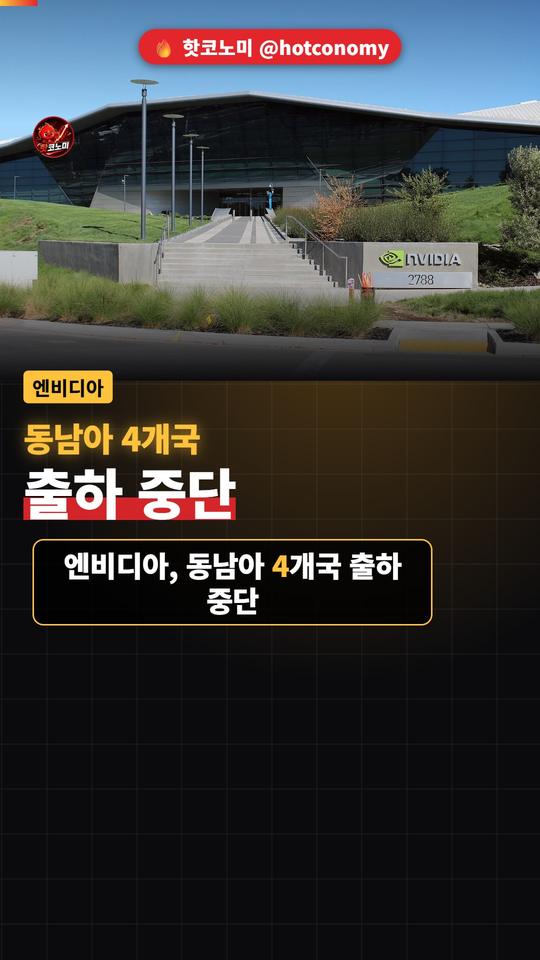 🔥 핫코노미 @hotconomy
핫코노미
NVIDIA
2788
엔비디아
동남아 4개국
출하 중단
엔비디아, 동남아 4개국 출하
중단